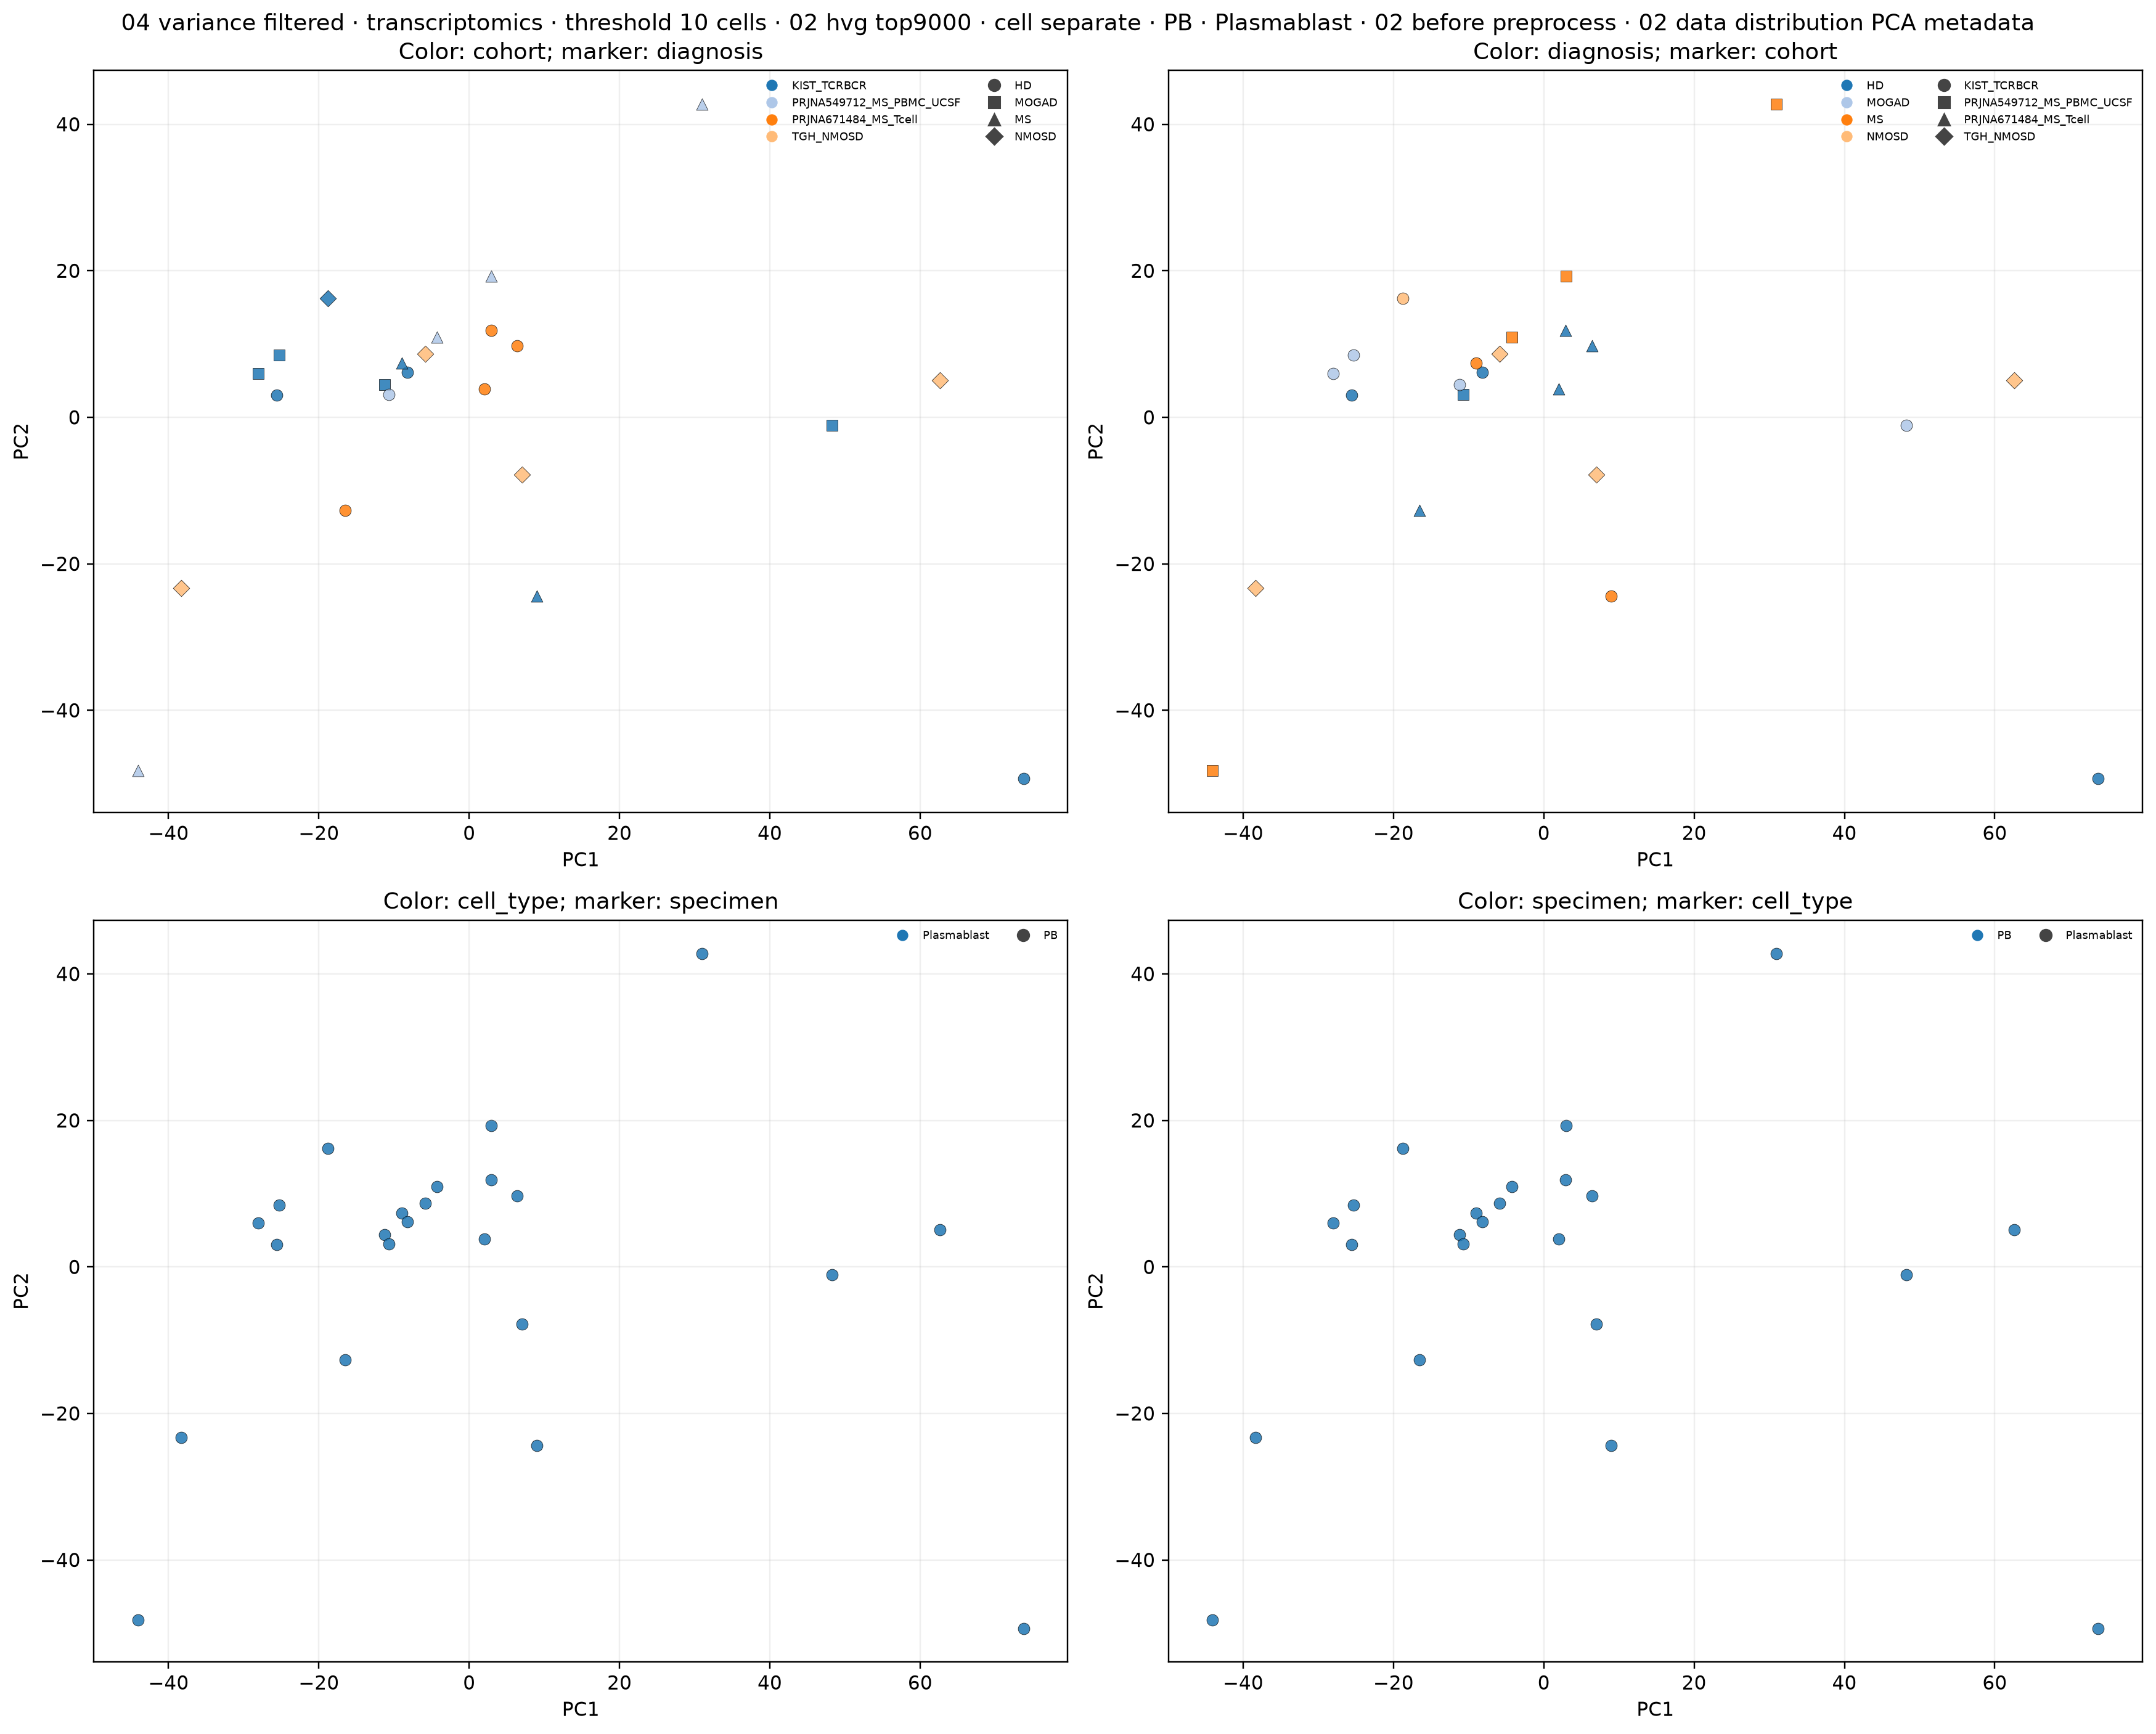 04 variance filtered · transcriptomics · threshold 10 cells · 02 hvg top9000 · cell separate · PB · Plasmablast · 02 before preprocess · 02 data distribution PCA metadata
Color: cohort; marker: diagnosis
KIST_TCRBCR
PRJNA549712_MS_PBMC_UCSF
PRJNA671484_MS_Tcell
TGH_NMOSD
HD
MOGAD
MS
NMOSD
40
20
0
−20
−40
PC2
−40
−20
0
20
40
60
PC1
Color: diagnosis; marker: cohort
HD
MOGAD
MS
NMOSD
KIST_TCRBCR
PRJNA549712_MS_PBMC_UCSF
PRJNA671484_MS_Tcell
TGH_NMOSD
40
20
0
−20
−40
PC2
−40
−20
0
20
40
60
PC1
Color: cell_type; marker: specimen
Plasmablast
PB
40
20
0
−20
−40
PC2
−40
−20
0
20
40
60
PC1
Color: specimen; marker: cell_type
PB
Plasmablast
40
20
0
−20
−40
PC2
−40
−20
0
20
40
60
PC1